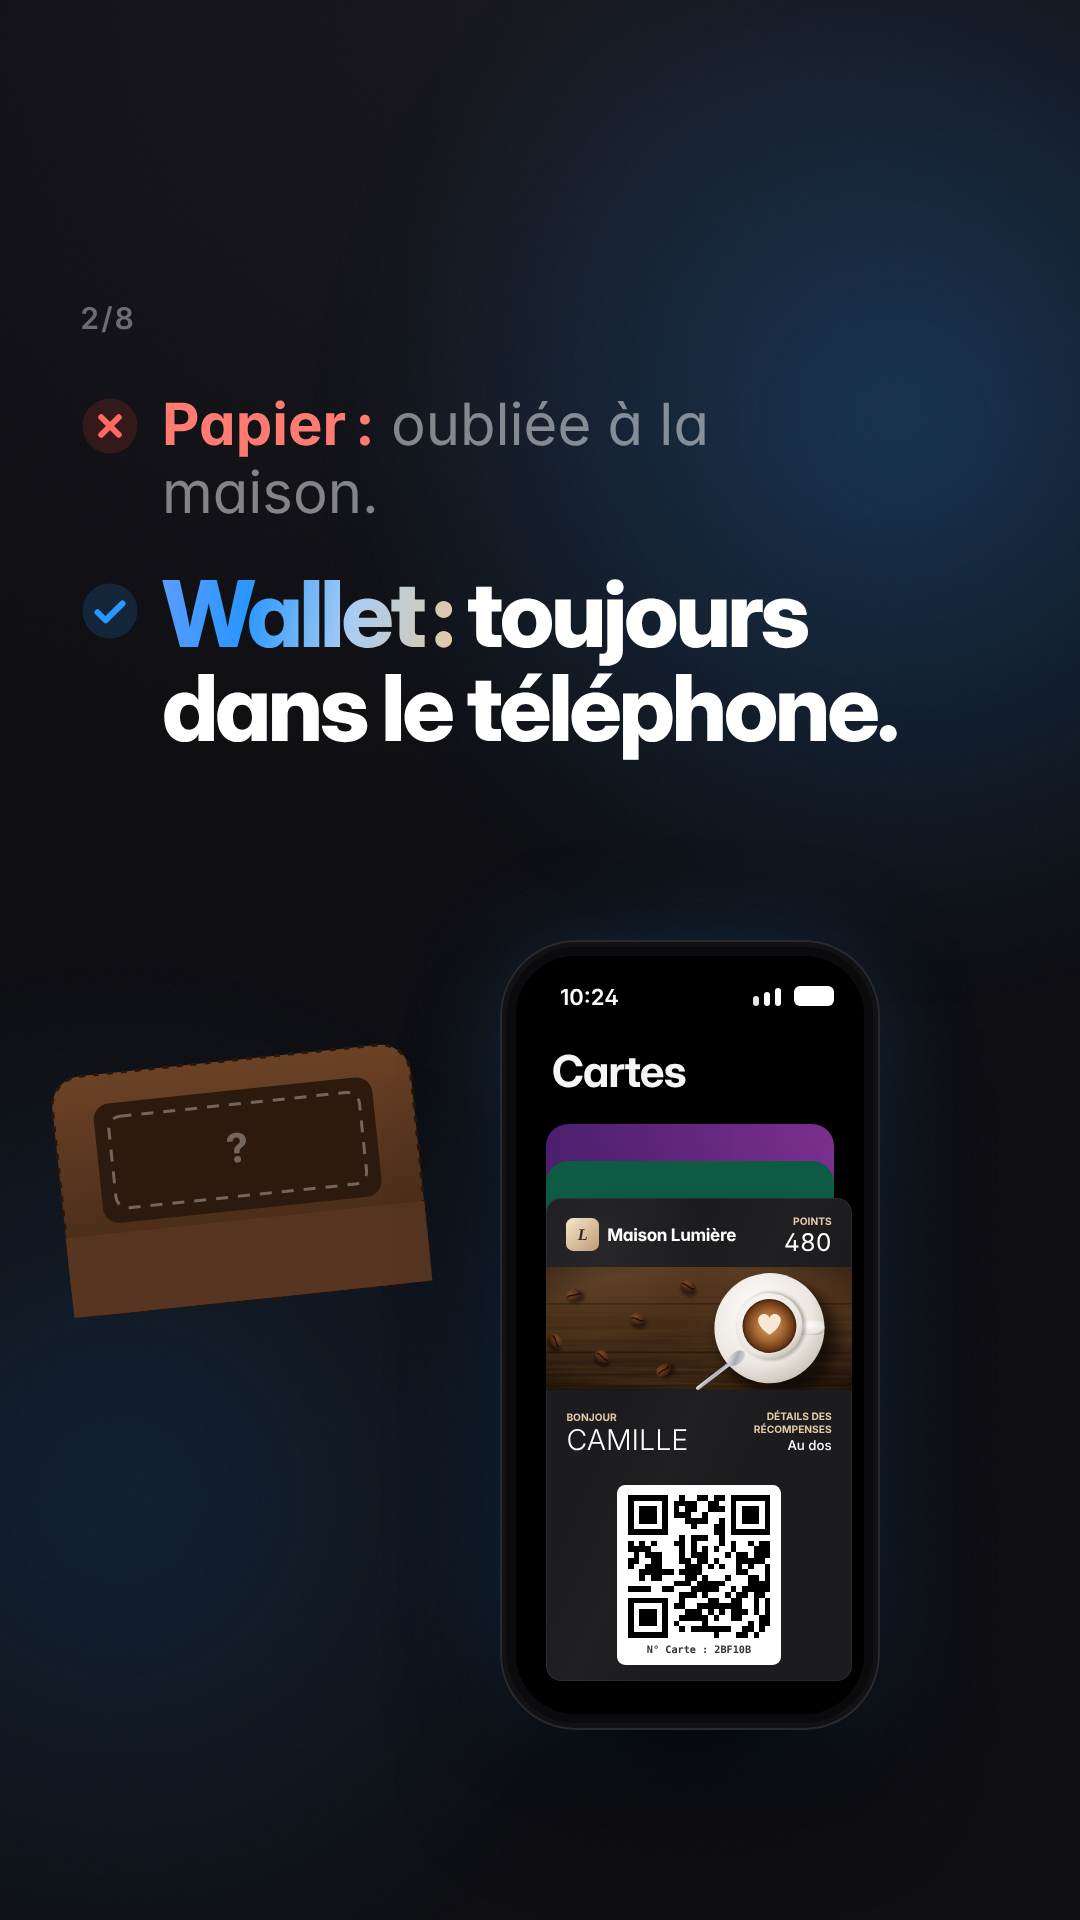 2/8
Papier : oubliée à la
maison.
Wallet : toujours
dans le téléphone.
?
10:24
Cartes
L Maison Lumière
POINTS
480
BONJOUR
CAMILLE
DÉTAILS DES
RÉCOMPENSES
Au dos
N° Carte : 2BF10B